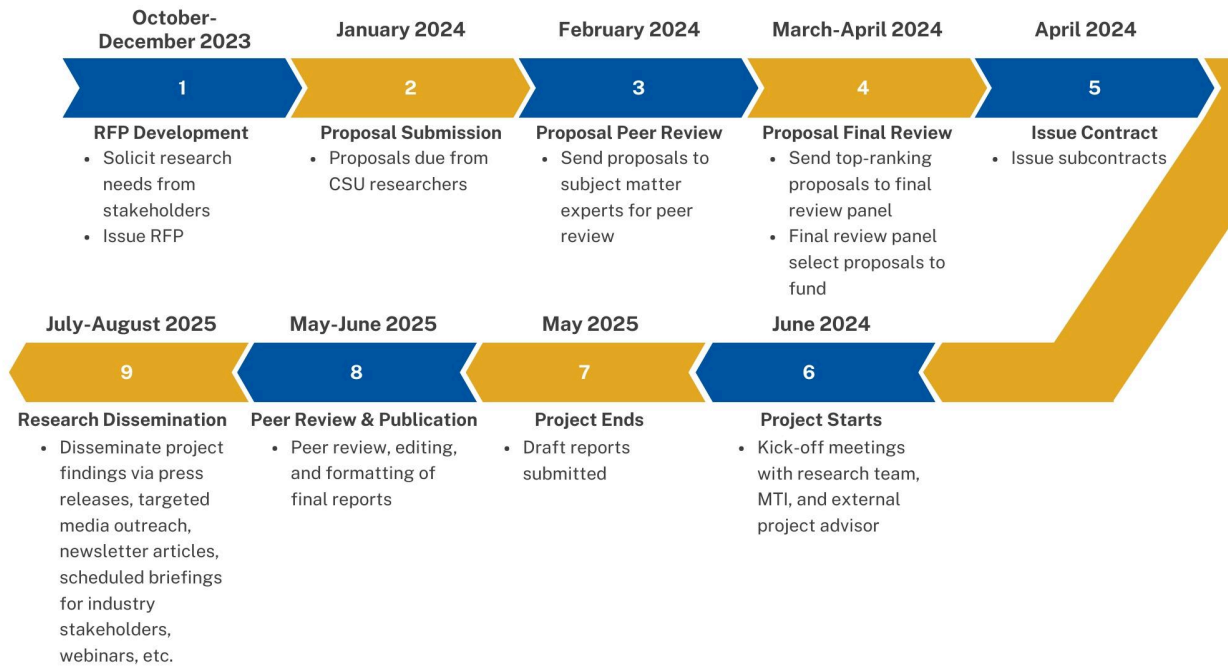 October-
December 2023
1
RFP Development
• Solicit research
needs from
stakeholders
• Issue RFP
January 2024
2
Proposal Submission
• Proposals due from
CSU researchers
February 2024
3
Proposal Peer Review
• Send proposals to
subject matter
experts for peer
review
March-April 2024
4
Proposal Final Review
• Send top-ranking
proposals to final
review panel
• Final review panel
select proposals to
fund
April 2024
5
Issue Contract
• Issue subcontracts
June 2024
6
Project Starts
• Kick-off meetings
with research team,
MTI, and external
project advisor
May 2025
7
Project Ends
• Draft reports
submitted
May-June 2025
8
Peer Review & Publication
• Peer review, editing,
and formatting of
final reports
July-August 2025
9
Research Dissemination
• Disseminate project
findings via press
releases, targeted
media outreach,
newsletter articles,
scheduled briefings
for industry
stakeholders,
webinars, etc.